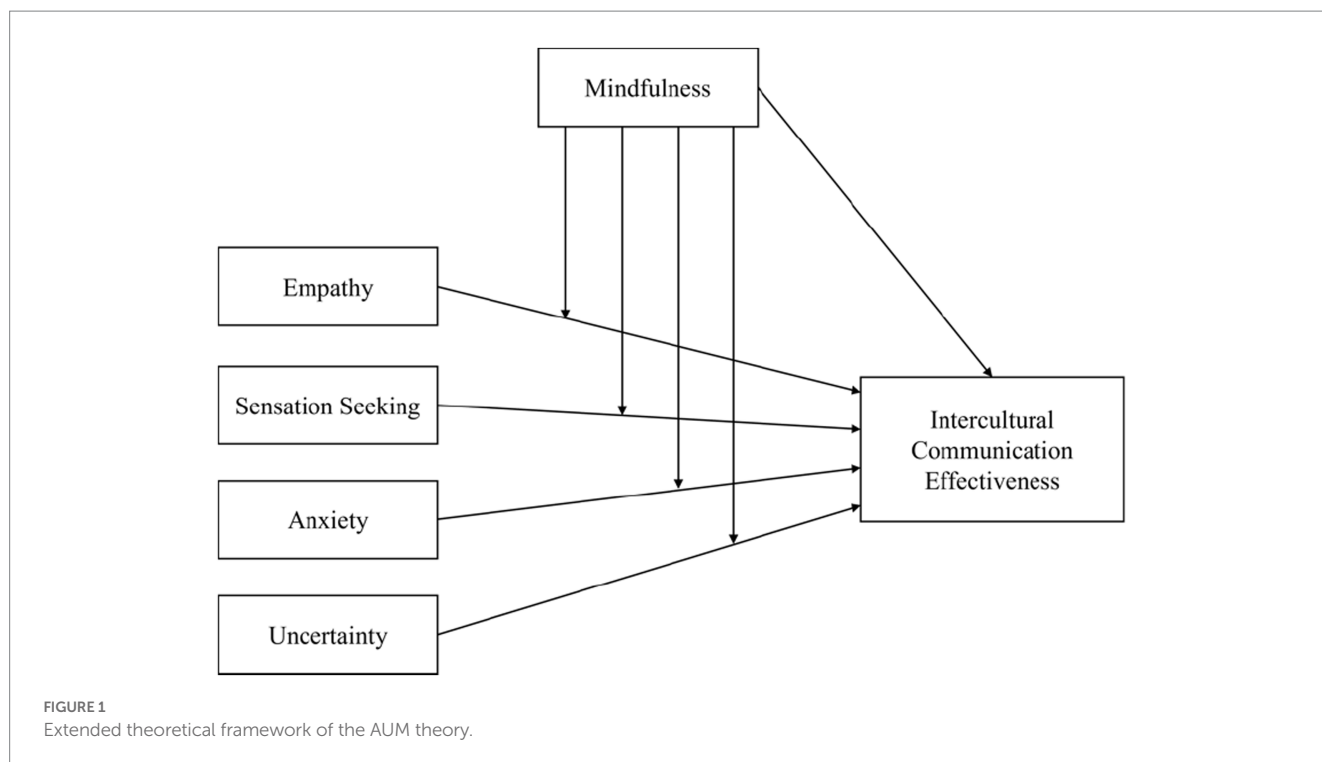 Mindfulness
Empathy
Sensation Seeking
Anxiety
Uncertainty
Intercultural
Communication
Effectiveness
FIGURE 1
Extended theoretical framework of the AUM theory.